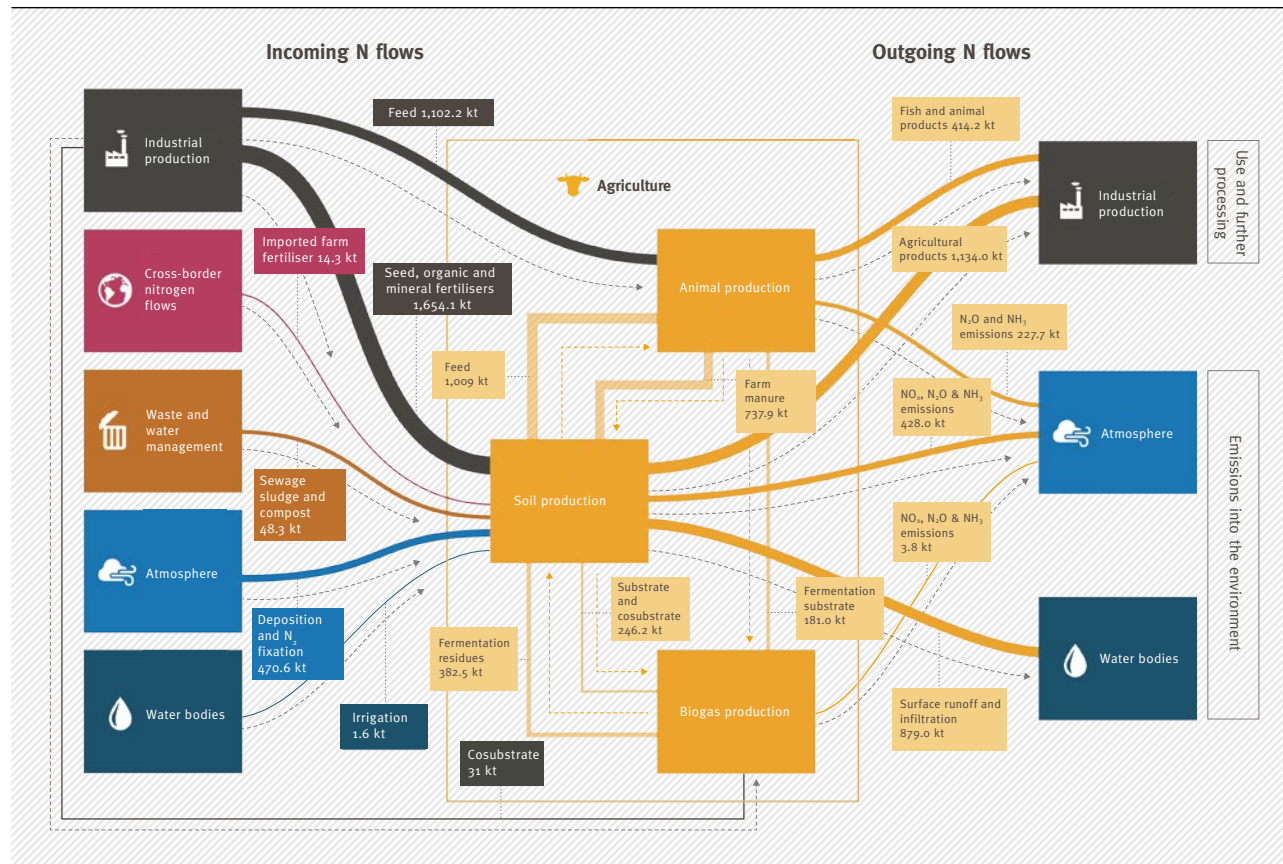 Incoming N flows
Outgoing N flows
Industrial
production
Cross-border
nitrogen
flows
Waste and
water
management
Atmosphere
Water bodies
Feed 1,102.2 kt
Imported farm
fertiliser 14.3 kt
Seed, organic and
mineral fertilisers
1,654.1 kt
Sewage
sludge and
compost
48.3 kt
Deposition
and N₂
fixation
470.6 kt
Irrigation
1.6 kt
Cosubstrate
31 kt
Agriculture
Animal production
Feed
1,009 kt
Farm
manure
737.9 kt
Soil production
Substrate
and
cosubstrate
246.2 kt
Fermentation
residues
382.5 kt
Fermentation
substrate
181.0 kt
Biogas production
Fish and animal
products 414.2 kt
Agricultural
products 1,134.0 kt
N₂O and NH₃
emissions 227.7 kt
NOₓ, N₂O & NH₃
emissions
428.0 kt
NOₓ, N₂O & NH₃
emissions
3.8 kt
Surface runoff and
infiltration
879.0 kt
Industrial
production
Atmosphere
Water bodies
Use and further
processing
Emissions into the environment